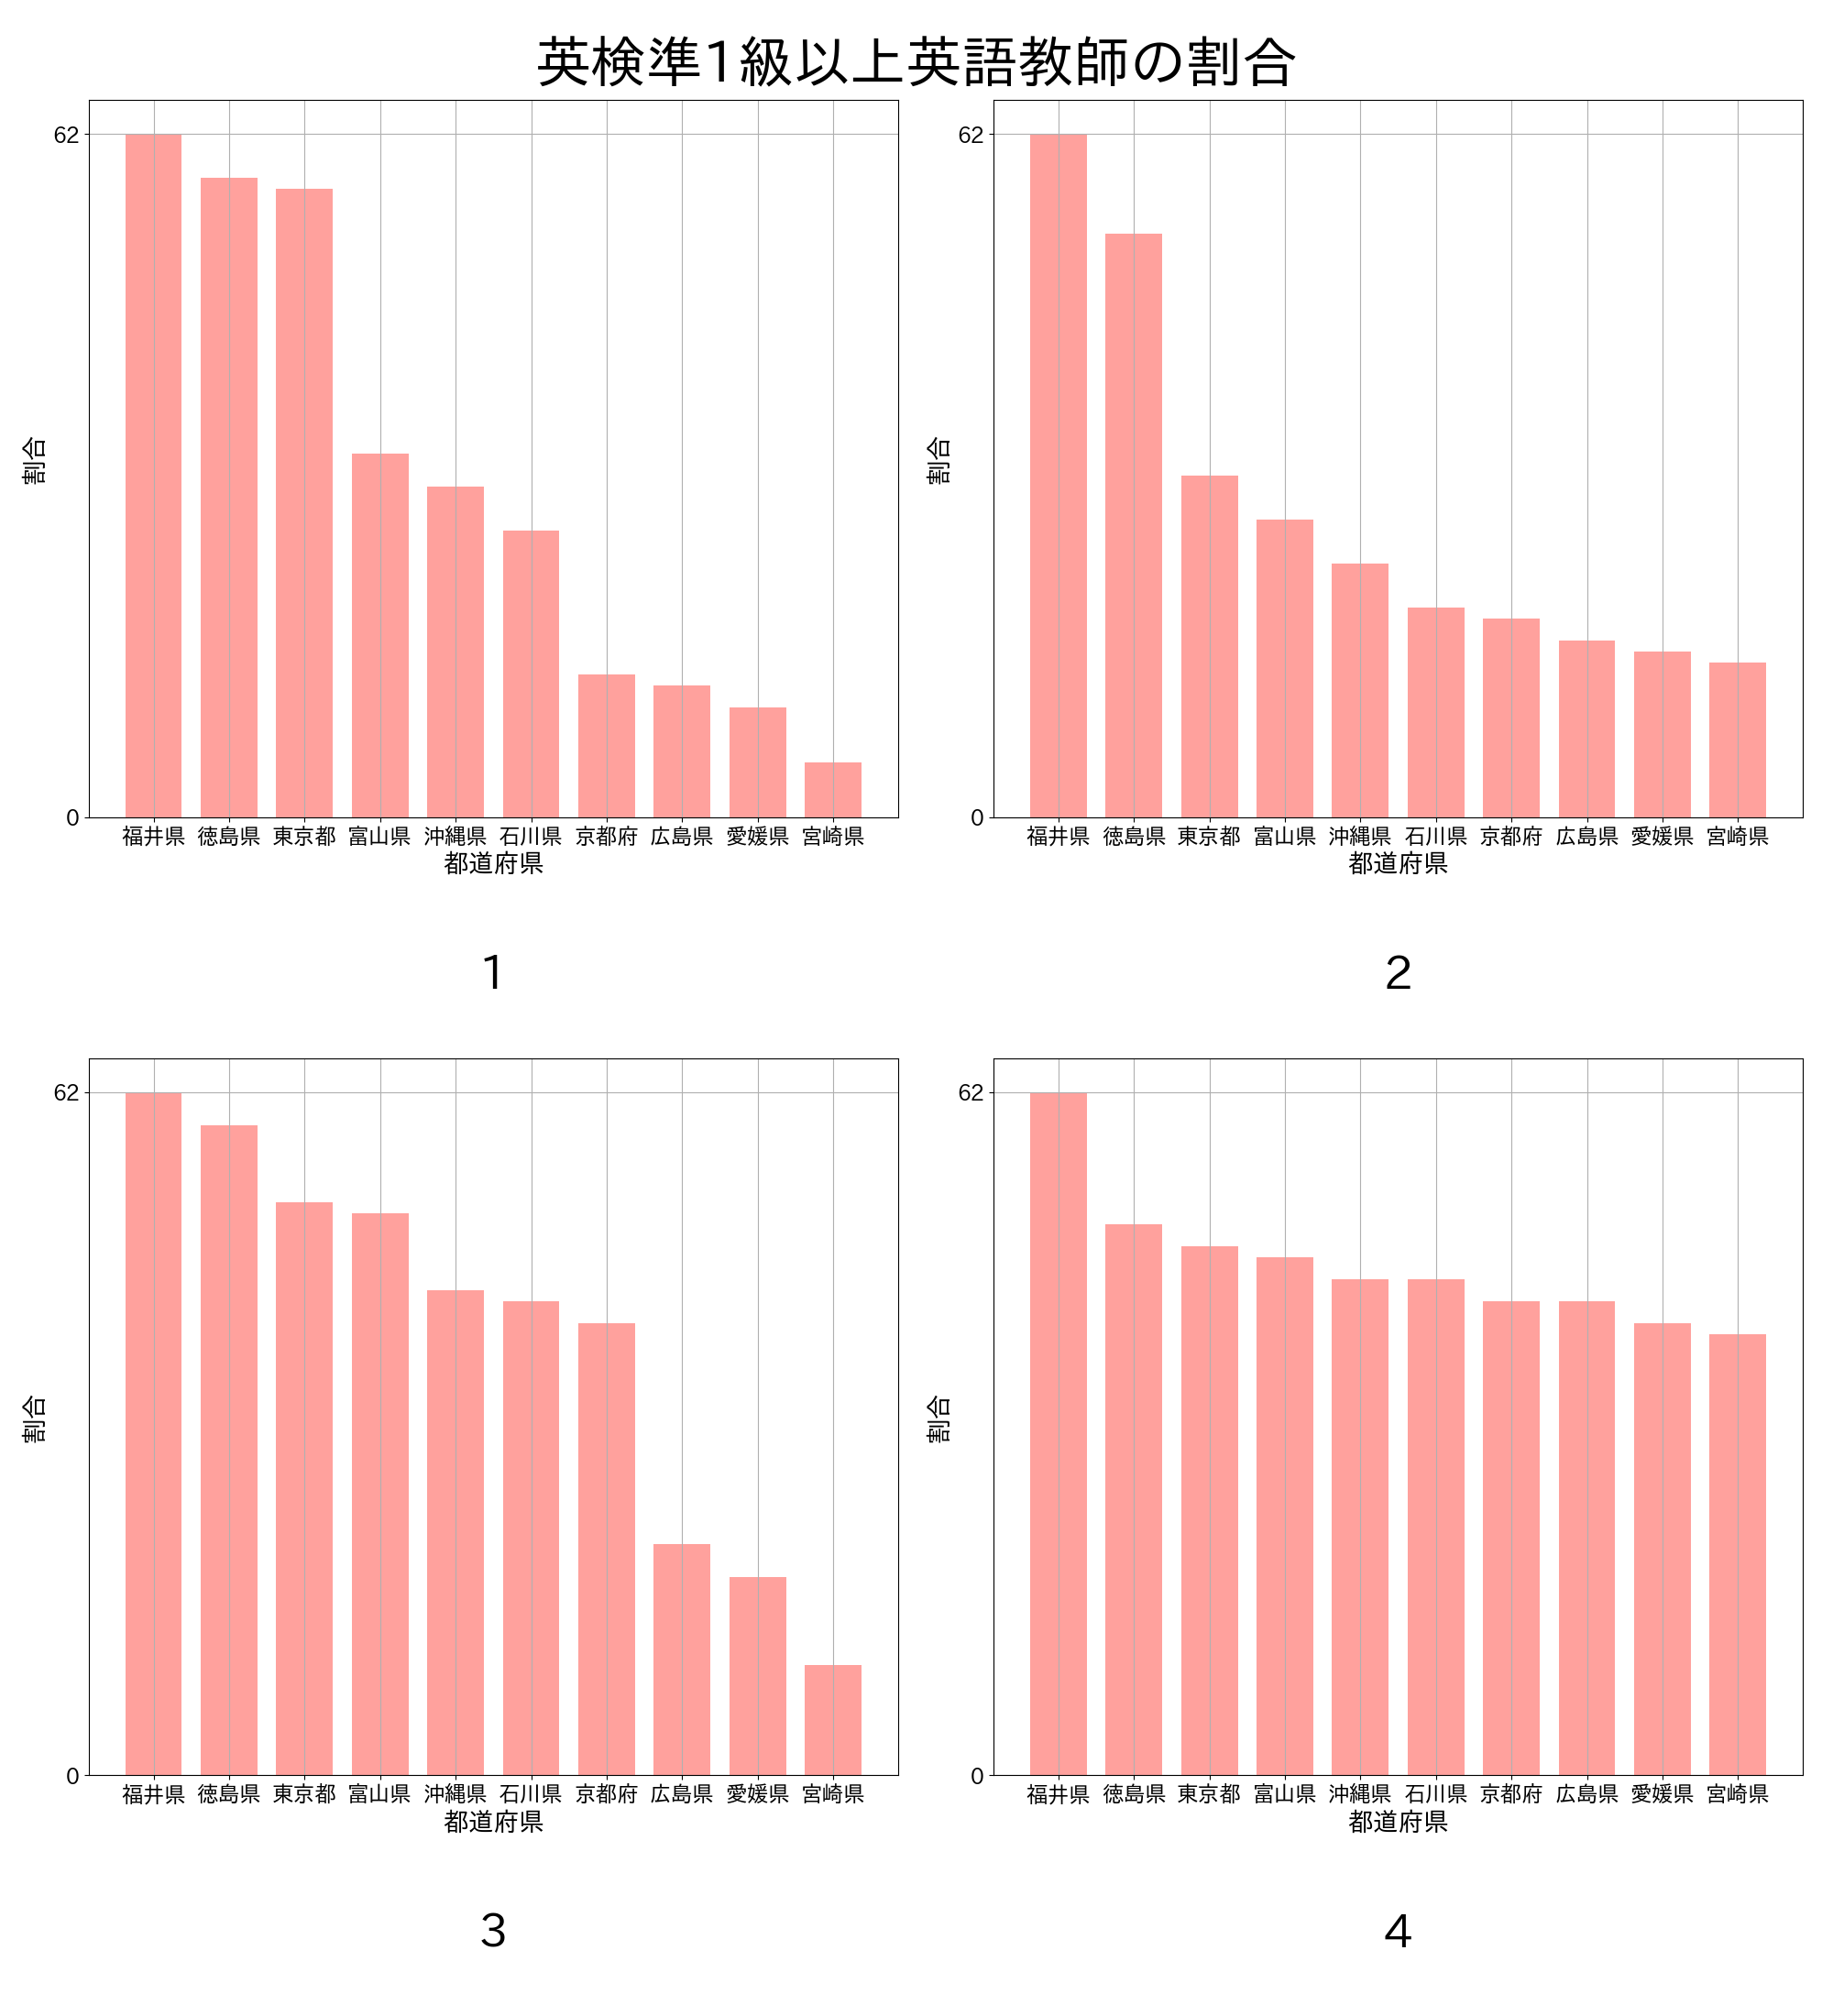 英検準1級以上英語教師の割合
62
0
割合
福井県 徳島県 東京都 富山県 沖縄県 石川県 京都府 広島県 愛媛県 宮崎県
都道府県
1
62
0
割合
福井県 徳島県 東京都 富山県 沖縄県 石川県 京都府 広島県 愛媛県 宮崎県
都道府県
2
62
0
割合
福井県 徳島県 東京都 富山県 沖縄県 石川県 京都府 広島県 愛媛県 宮崎県
都道府県
3
62
0
割合
福井県 徳島県 東京都 富山県 沖縄県 石川県 京都府 広島県 愛媛県 宮崎県
都道府県
4